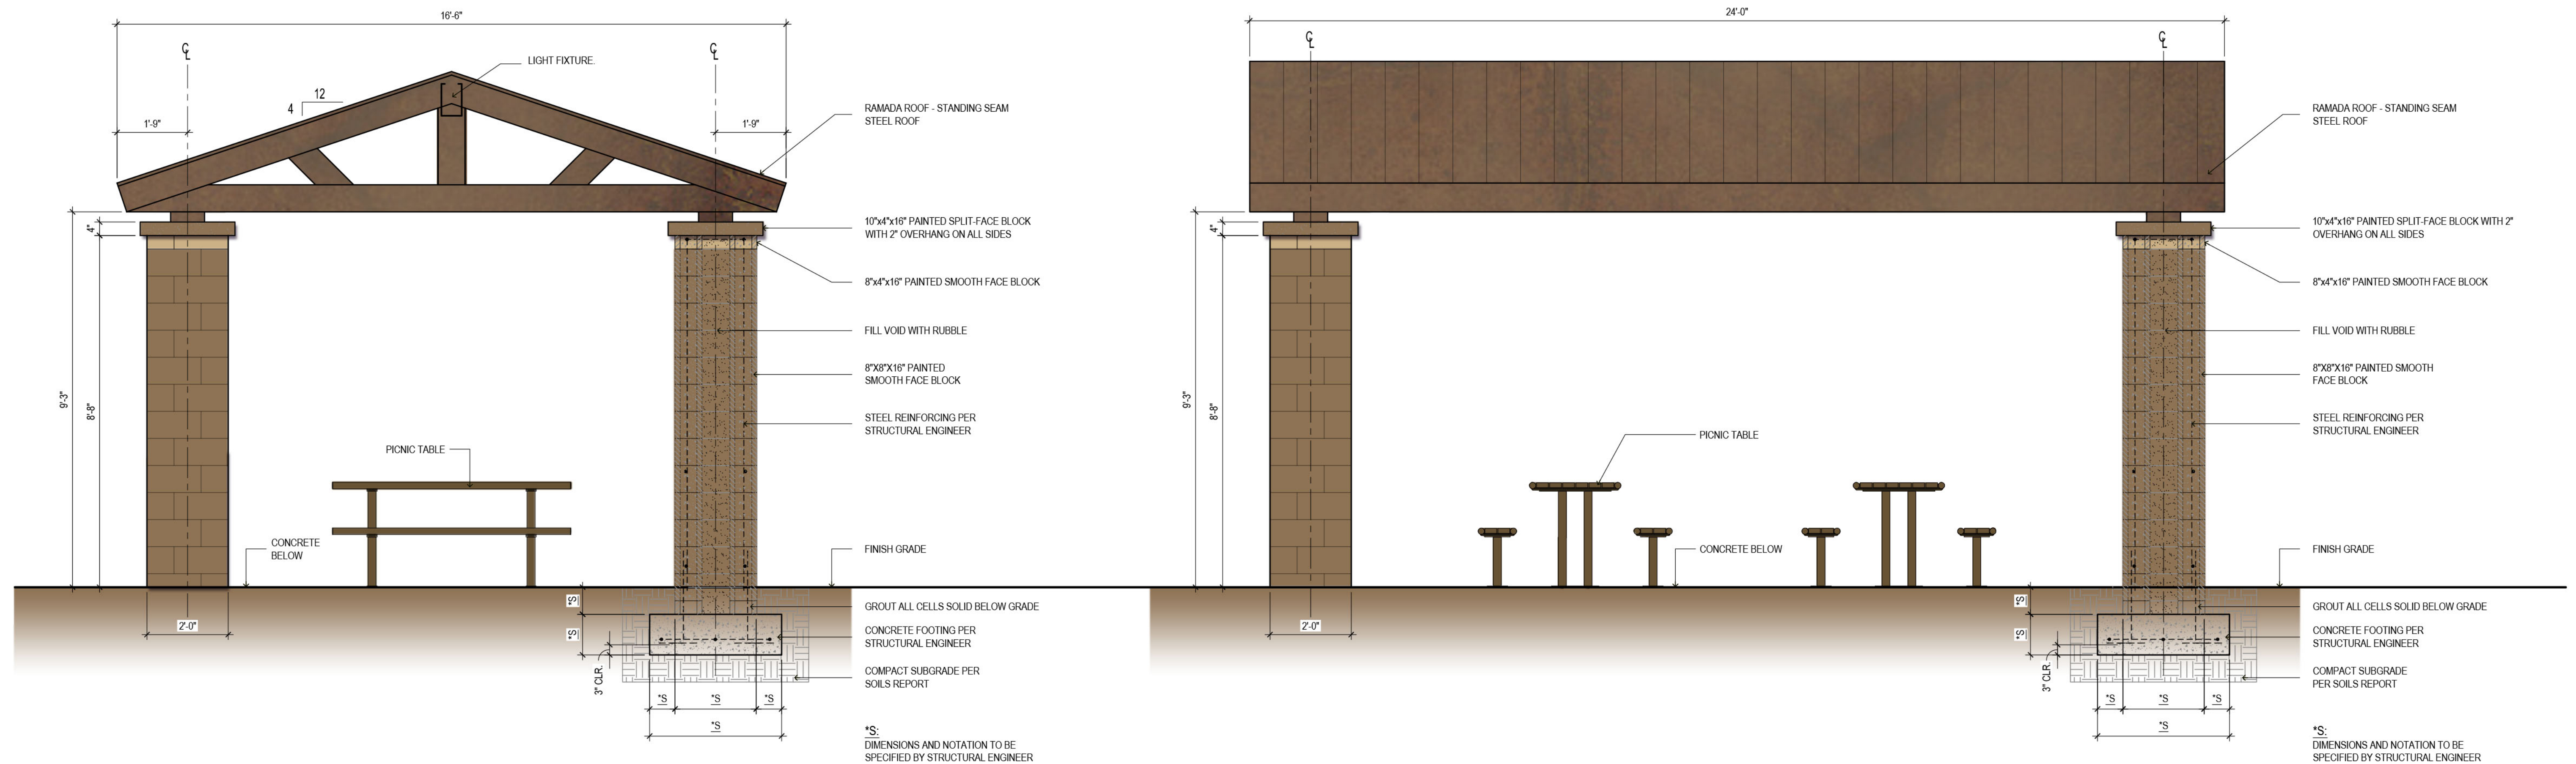 16'-6"
℄
℄
LIGHT FIXTURE.
12
4
1'-9"
1'-9"
RAMADA ROOF - STANDING SEAM
STEEL ROOF
10"x4"x16" PAINTED SPLIT-FACE BLOCK
WITH 2" OVERHANG ON ALL SIDES
4"
8"x4"x16" PAINTED SMOOTH FACE BLOCK
FILL VOID WITH RUBBLE
8"X8"X16" PAINTED
SMOOTH FACE BLOCK
9'-3"
8'-8"
STEEL REINFORCING PER
STRUCTURAL ENGINEER
PICNIC TABLE
CONCRETE
BELOW
FINISH GRADE
*S
GROUT ALL CELLS SOLID BELOW GRADE
2'-0"
*S
CONCRETE FOOTING PER
STRUCTURAL ENGINEER
3" CLR.
COMPACT SUBGRADE PER
SOILS REPORT
*S
*S
*S
*S
*S:
DIMENSIONS AND NOTATION TO BE
SPECIFIED BY STRUCTURAL ENGINEER
24'-0"
℄
℄
RAMADA ROOF - STANDING SEAM
STEEL ROOF
10"x4"x16" PAINTED SPLIT-FACE BLOCK WITH 2"
OVERHANG ON ALL SIDES
4"
8"x4"x16" PAINTED SMOOTH FACE BLOCK
FILL VOID WITH RUBBLE
8"X8"X16" PAINTED SMOOTH
FACE BLOCK
9'-3"
8'-8"
STEEL REINFORCING PER
STRUCTURAL ENGINEER
PICNIC TABLE
CONCRETE BELOW
FINISH GRADE
*S
GROUT ALL CELLS SOLID BELOW GRADE
2'-0"
*S
CONCRETE FOOTING PER
STRUCTURAL ENGINEER
3" CLR.
COMPACT SUBGRADE
PER SOILS REPORT
*S
*S
*S
*S
*S:
DIMENSIONS AND NOTATION TO BE
SPECIFIED BY STRUCTURAL ENGINEER